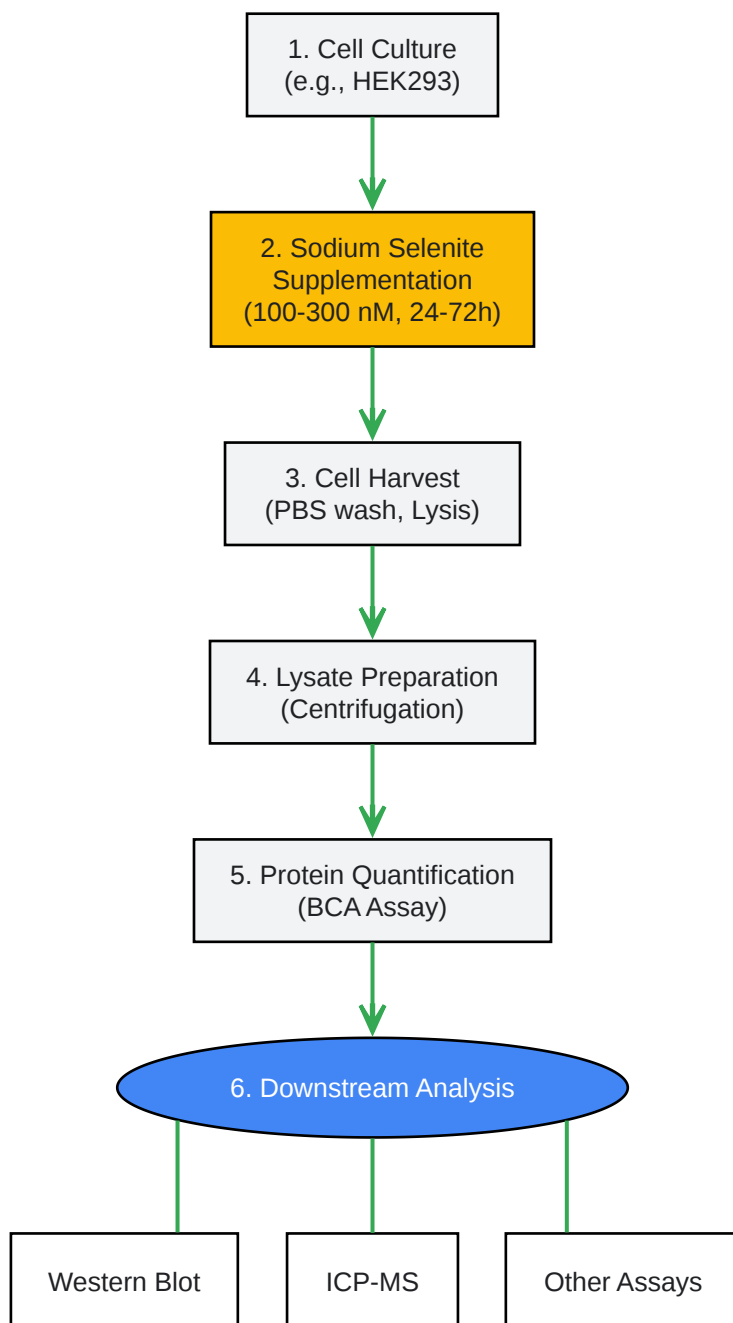 1. Cell Culture
(e.g., HEK293)
2. Sodium Selenite
Supplementation
(100-300 nM, 24-72h)
3. Cell Harvest
(PBS wash, Lysis)
4. Lysate Preparation
(Centrifugation)
5. Protein Quantification
(BCA Assay)
6. Downstream Analysis
Western Blot
ICP-MS
Other Assays